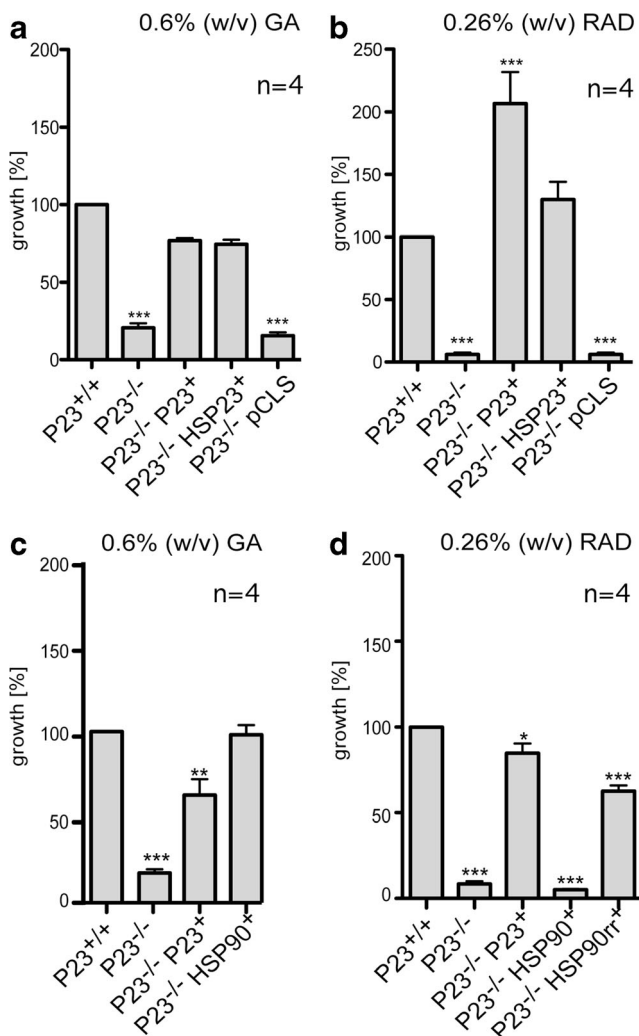 a
0.6% (w/v) GA
n=4
growth [%]
200
150
100
50
0
***
***
P23+/+
P23-/-
P23-/- P23+
P23-/- HSP23+
P23-/- pCLS
b
0.26% (w/v) RAD
n=4
growth [%]
250
200
150
100
50
0
***
***
***
P23+/+
P23-/-
P23-/- P23+
P23-/- HSP23+
P23-/- pCLS
c
0.6% (w/v) GA
n=4
growth [%]
200
150
100
50
0
***
**
P23+/+
P23-/-
P23-/- P23+
P23-/- HSP90+
d
0.26% (w/v) RAD
n=4
growth [%]
200
150
100
50
0
***
*
***
***
P23+/+
P23-/-
P23-/- P23+
P23-/- HSP90+
P23-/- HSP90rr+